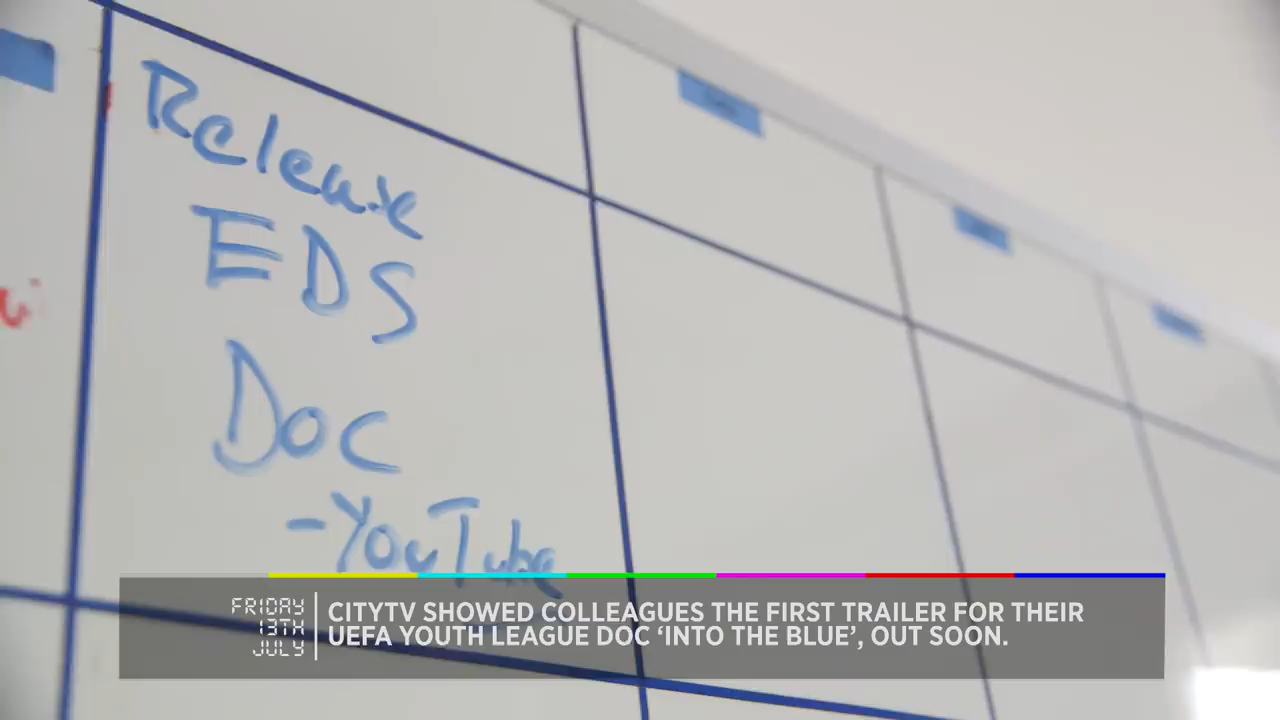 Release
EDS
Doc
-YouTube
FRIDAY
13TH
JULY
CITYTV SHOWED COLLEAGUES THE FIRST TRAILER FOR THEIR
UEFA YOUTH LEAGUE DOC ‘INTO THE BLUE’, OUT SOON.